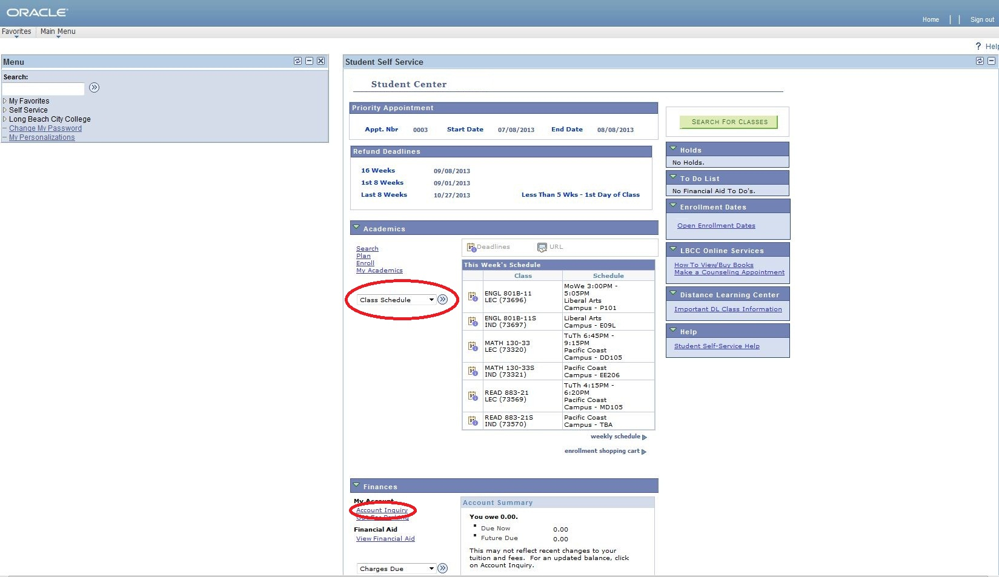 ORACLE
Home
Sign out
Favorites
Main Menu
? Help
Menu
Search:
My Favorites
Self Service
Long Beach City College
Change My Password
My Personalizations
Student Self Service
Student Center
Priority Appointment
Appt. Nbr 0003 Start Date 07/08/2013 End Date 08/08/2013
Refund Deadlines
16 Weeks 09/08/2013
1st 8 Weeks 09/01/2013
Last 8 Weeks 10/27/2013 Less Than 5 Wks - 1st Day of Class
Academics
Search
Plan
Enroll
My Academics
Class Schedule
Deadlines URL
This Week's Schedule
Class Schedule
ENGL 801B-11
LEC (73696)
MoWe 3:00PM -
5:05PM
Liberal Arts
Campus - P101
ENGL 801B-11S
IND (73697)
Liberal Arts
Campus - E09L
MATH 130-33
LEC (73320)
TuTh 6:45PM -
9:15PM
Pacific Coast
Campus - DD105
MATH 130-33S
IND (73321)
Pacific Coast
Campus - EE206
READ 883-21
LEC (73569)
TuTh 4:15PM -
6:20PM
Pacific Coast
Campus - MD105
READ 883-21S
IND (73570)
Pacific Coast
Campus - TBA
weekly schedule
enrollment shopping cart
Finances
My Account
Account Inquiry
Financial Aid
View Financial Aid
Charges Due
Account Summary
You owe 0.00.
Due Now 0.00
Future Due 0.00
This may not reflect recent changes to your
tuition and fees. For an updated balance, click
on Account Inquiry.
SEARCH FOR CLASSES
Holds
No Holds.
To Do List
No Financial Aid To Do's.
Enrollment Dates
Open Enrollment Dates
LBCC Online Services
How To View/Buy Books
Make a Counseling Appointment
Distance Learning Center
Important DL Class Information
Help
Student Self-Service Help